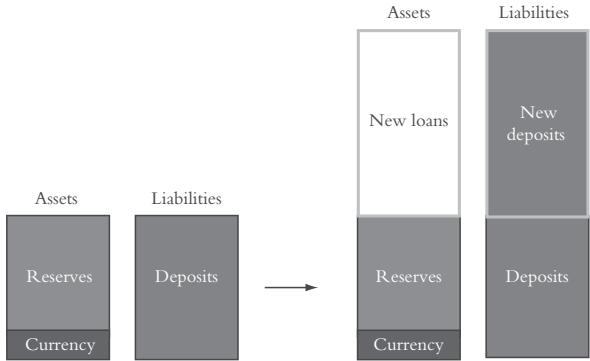 Assets
Liabilities
Reserves
Deposits
Currency
Assets
Liabilities
New loans
New
deposits
Reserves
Deposits
Currency